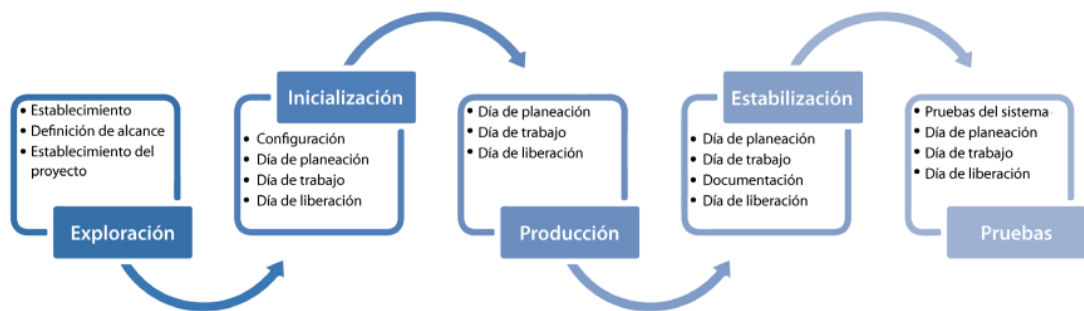 • Establecimiento
• Definición de alcance
• Establecimiento del
proyecto
Exploración
Inicialización
• Configuración
• Día de planeación
• Día de trabajo
• Día de liberación
• Día de planeación
• Día de trabajo
• Día de liberación
Producción
Estabilización
• Día de planeación
• Día de trabajo
• Documentación
• Día de liberación
• Pruebas del sistema
• Día de planeación
• Día de trabajo
• Día de liberación
Pruebas